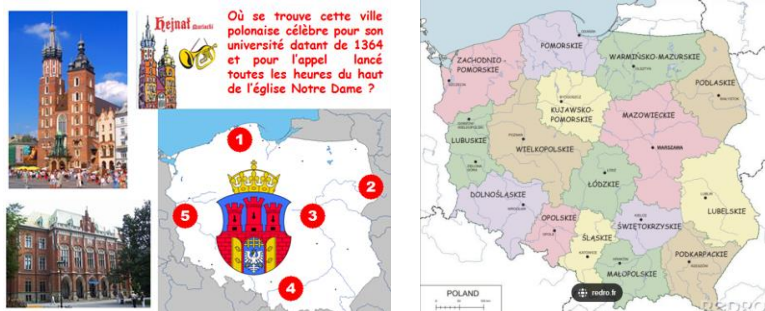 Hejnał Mariacki
Où se trouve cette ville
polonaise célèbre pour son
université datant de 1364
et pour l'appel lancé
toutes les heures du haut
de l'église Notre Dame ?
1
2
3
4
5
ZACHODNIO-
POMORSKIE
POMORSKIE
WARMIŃSKO-MAZURSKIE
PODLASKIE
KUJAWSKO-
POMORSKIE
MAZOWIECKIE
LUBUSKIE
WIELKOPOLSKIE
WARSZAWA
ŁÓDZKIE
DOLNOŚLĄSKIE
LUBELSKIE
OPOLSKIE
ŚWIĘTOKRZYSKIE
ŚLĄSKIE
PODKARPACKIE
MAŁOPOLSKIE
POLAND
redro.fr
REDRO